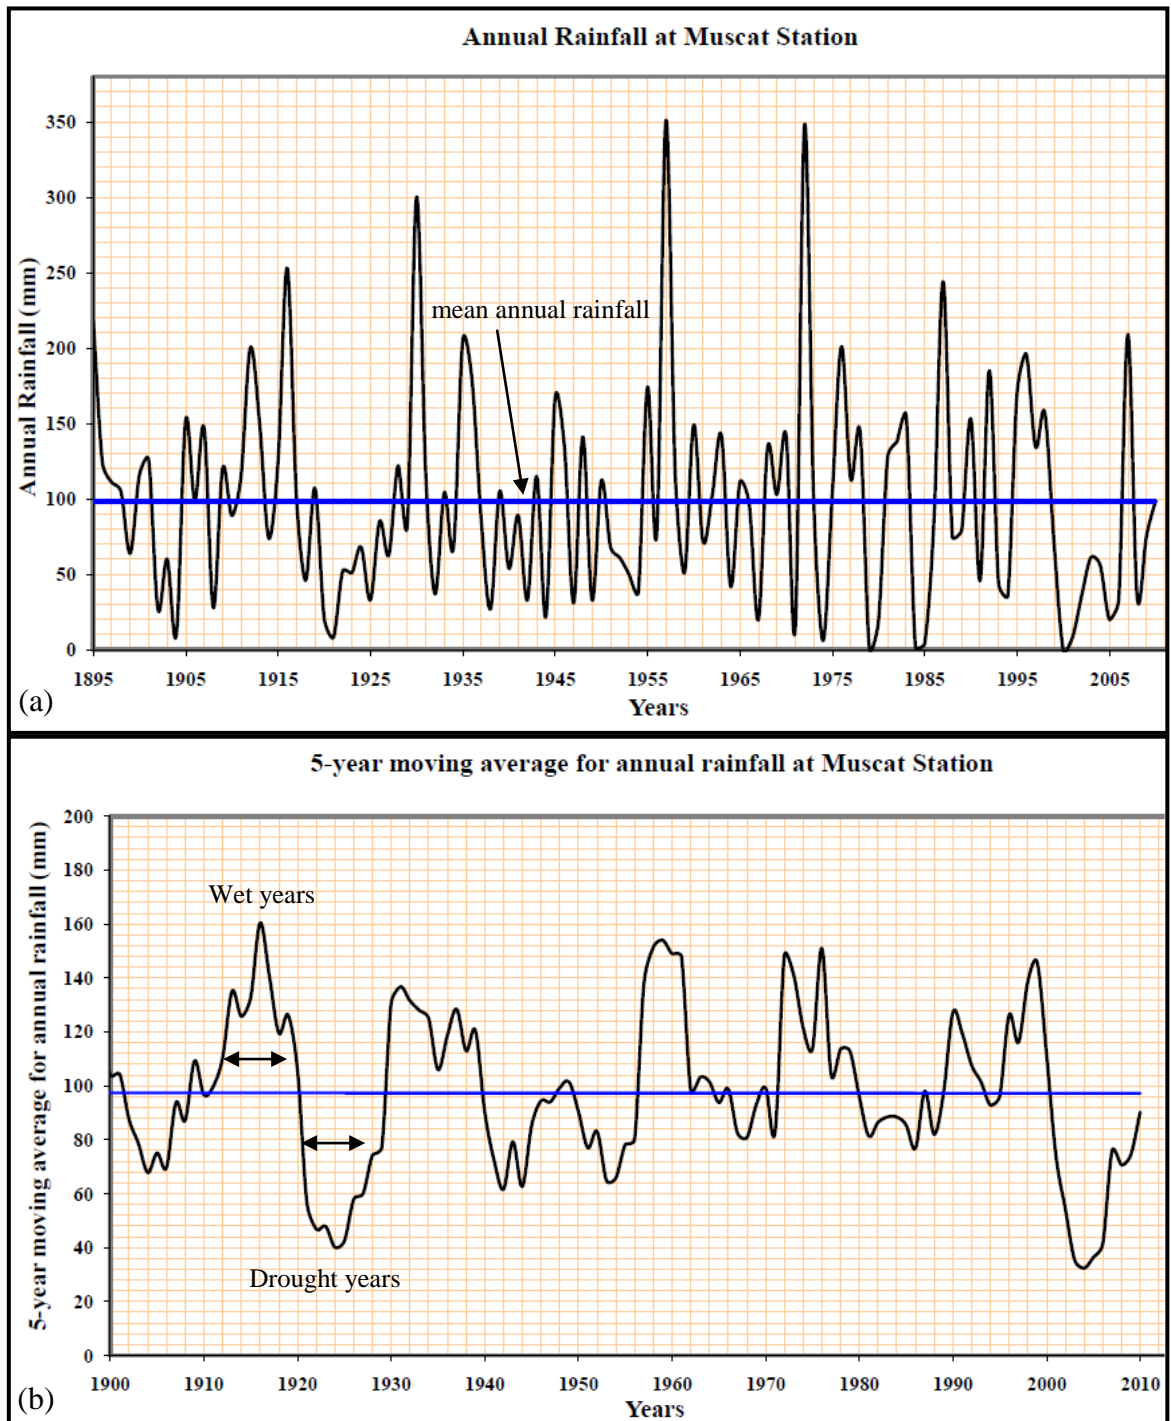 Annual Rainfall at Muscat Station
Annual Rainfall (mm)
350
300
250
200
150
100
50
0
mean annual rainfall
1895 1905 1915 1925 1935 1945 1955 1965 1975 1985 1995 2005
Years
(a)
5-year moving average for annual rainfall at Muscat Station
5-year moving average for annual rainfall (mm)
200
180
160
140
120
100
80
60
40
20
0
Wet years
Drought years
1900 1910 1920 1930 1940 1950 1960 1970 1980 1990 2000 2010
Years
(b)